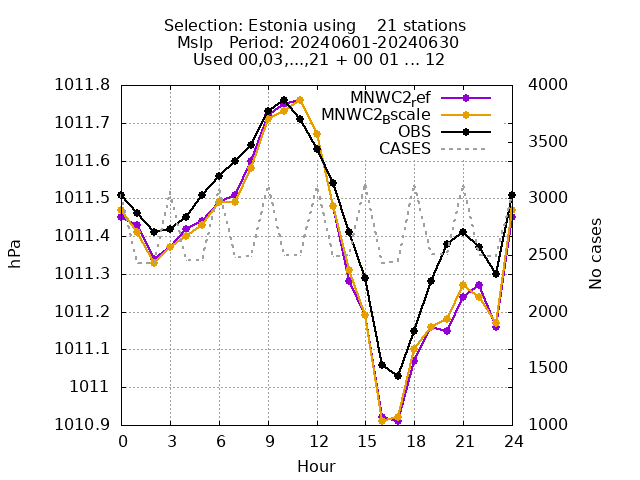 Selection: Estonia using    21 stations
Mslp   Period: 20240601-20240630
Used 00,03,...,21 + 00 01 ... 12
1011.8
1011.7
1011.6
1011.5
1011.4
1011.3
1011.2
1011.1
1011
1010.9
hPa
MNWC2ref
MNWC2Bscale
OBS
CASES
4000
3500
3000
2500
2000
1500
1000
No cases
0 3 6 9 12 15 18 21 24
Hour